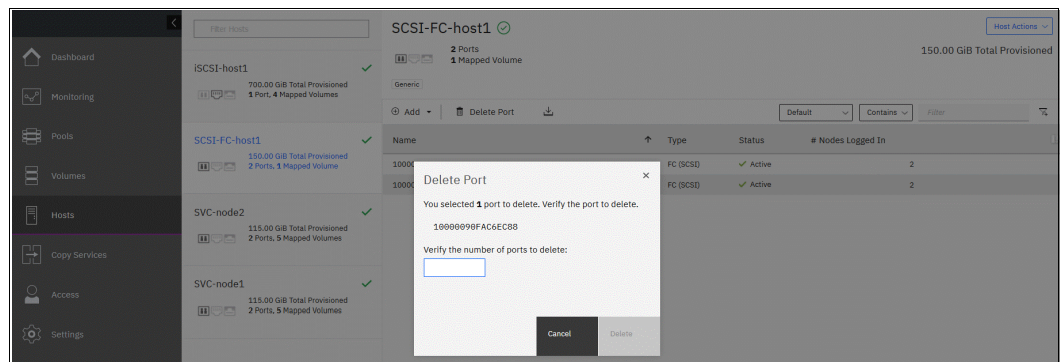 Filter Hosts
Dashboard
Monitoring
Pools
Volumes
Hosts
Copy Services
Access
Settings
iSCSI-host1
700.00 GiB Total Provisioned
1 Port, 4 Mapped Volumes
SCSI-FC-host1
150.00 GiB Total Provisioned
2 Ports, 1 Mapped Volume
SVC-node2
115.00 GiB Total Provisioned
2 Ports, 5 Mapped Volumes
SVC-node1
115.00 GiB Total Provisioned
2 Ports, 5 Mapped Volumes
SCSI-FC-host1
Host Actions
2 Ports
1 Mapped Volume
150.00 GiB Total Provisioned
Generic
Add Delete Port Default Contains Filter
Name Type Status # Nodes Logged In
10000 FC (SCSI) Active 2
10000 FC (SCSI) Active 2
Delete Port
You selected 1 port to delete. Verify the port to delete.
10000090FAC6EC88
Verify the number of ports to delete:
Cancel Delete